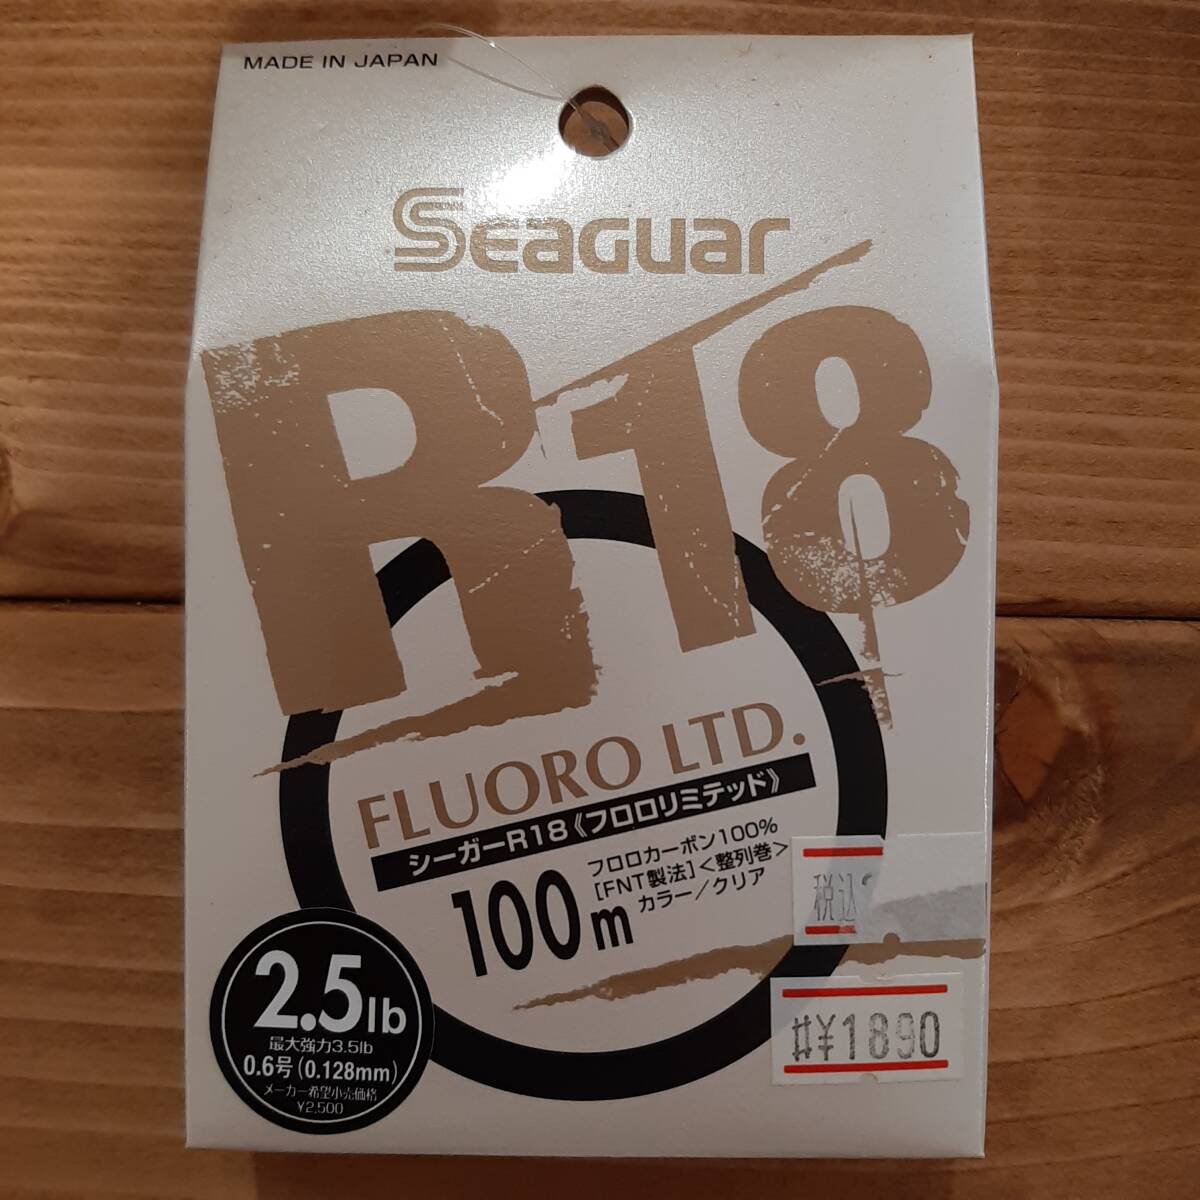 MADE IN JAPAN
Seaguar
R18
FLUORO LTD.
シーガーR18《フロロリミテッド》
100m
フロロカーボン100%
[FNT製法]<整列巻>
カラー/クリア
税込
♯¥1890
2.5lb
最大強力3.5lb
0.6号(0.128mm)
メーカー希望小売価格
¥2,500